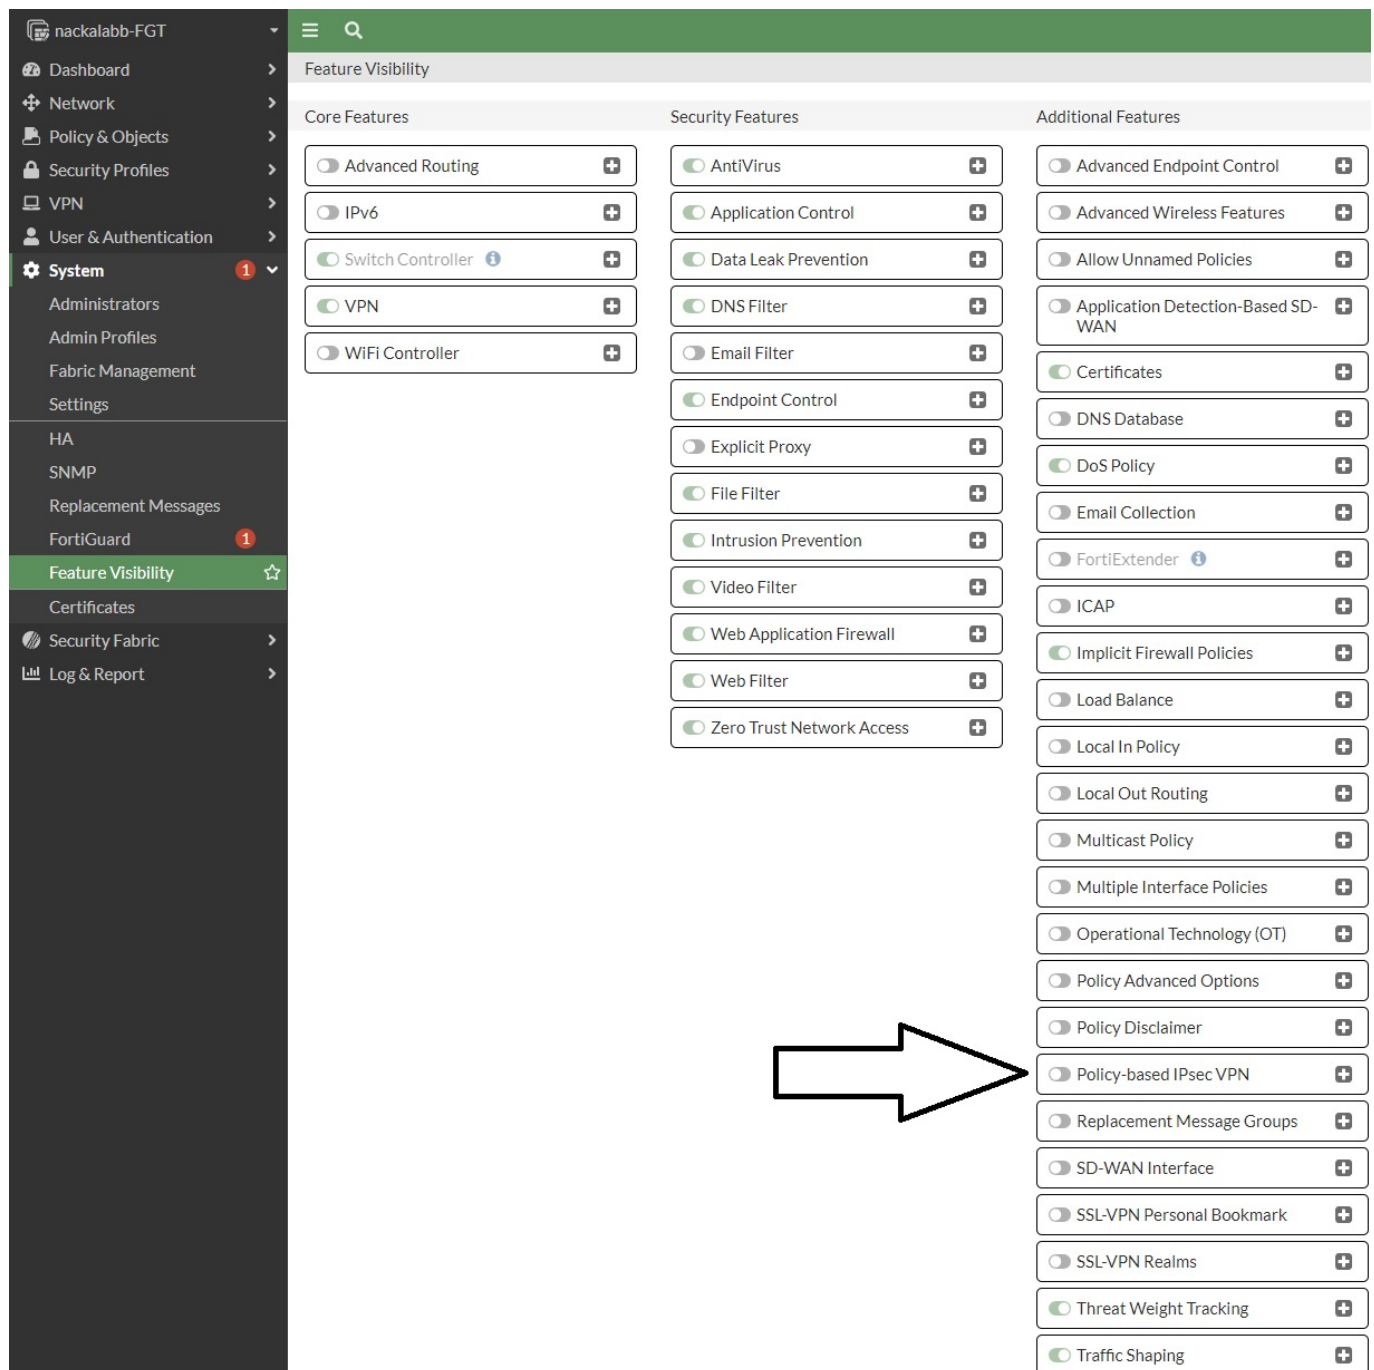 nackalabb-FGT
Dashboard
Network
Policy & Objects
Security Profiles
VPN
User & Authentication
System 1
Administrators
Admin Profiles
Fabric Management
Settings
HA
SNMP
Replacement Messages
FortiGuard 1
Feature Visibility
Certificates
Security Fabric
Log & Report
Feature Visibility
Core Features
Advanced Routing
IPv6
Switch Controller
VPN
WiFi Controller
Security Features
AntiVirus
Application Control
Data Leak Prevention
DNS Filter
Email Filter
Endpoint Control
Explicit Proxy
File Filter
Intrusion Prevention
Video Filter
Web Application Firewall
Web Filter
Zero Trust Network Access
Additional Features
Advanced Endpoint Control
Advanced Wireless Features
Allow Unnamed Policies
Application Detection-Based SD-
WAN
Certificates
DNS Database
DoS Policy
Email Collection
FortiExtender
ICAP
Implicit Firewall Policies
Load Balance
Local In Policy
Local Out Routing
Multicast Policy
Multiple Interface Policies
Operational Technology (OT)
Policy Advanced Options
Policy Disclaimer
Policy-based IPsec VPN
Replacement Message Groups
SD-WAN Interface
SSL-VPN Personal Bookmark
SSL-VPN Realms
Threat Weight Tracking
Traffic Shaping